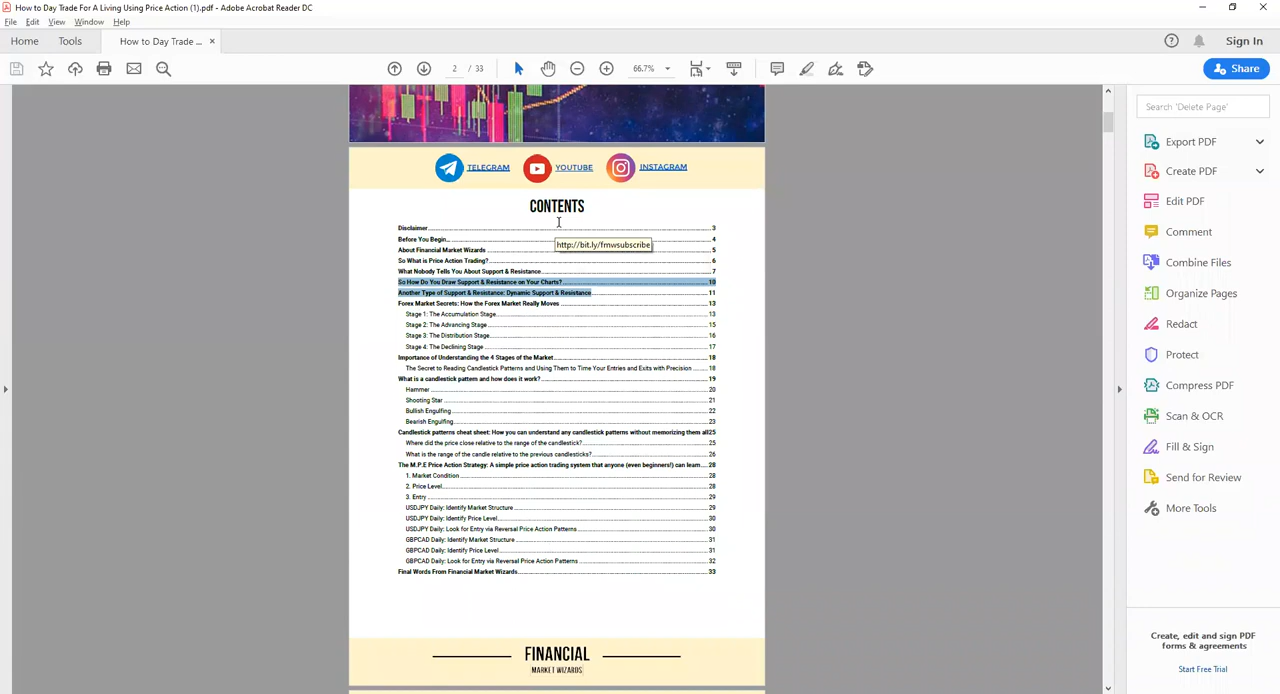 How to Day Trade For A Living Using Price Action (1).pdf - Adobe Acrobat Reader DC
File Edit View Window Help
Home Tools How to Day Trade ... × Sign In
2 / 33 66.7% Share
Search 'Delete Page'
Export PDF
Create PDF
Edit PDF
Comment
Combine Files
Organize Pages
Redact
Protect
Compress PDF
Scan & OCR
Fill & Sign
Send for Review
More Tools
Create, edit and sign PDF
forms & agreements
Start Free Trial
TELEGRAM YOUTUBE INSTAGRAM
CONTENTS
Disclaimer 3
Before You Begin... 4
http://bit.ly/fmwsubscribe
About Financial Market Wizards 5
So What is Price Action Trading? 6
What Nobody Tells You About Support & Resistance 7
So How Do You Draw Support & Resistance on Your Charts? 10
Another Type of Support & Resistance: Dynamic Support & Resistance 11
Forex Market Secrets: How the Forex Market Really Moves 13
Stage 1: The Accumulation Stage 13
Stage 2: The Advancing Stage 15
Stage 3: The Distribution Stage 16
Stage 4: The Declining Stage 17
Importance of Understanding the 4 Stages of the Market 18
The Secret to Reading Candlestick Patterns and Using Them to Time Your Entries and Exits with Precision 18
What is a candlestick pattern and how does it work? 19
Hammer 20
Shooting Star 21
Bullish Engulfing 22
Bearish Engulfing 23
Candlestick patterns cheat sheet: How you can understand any candlestick patterns without memorizing them all 25
Where did the price close relative to the range of the candlestick? 25
What is the range of the candle relative to the previous candlesticks? 26
The M.P.E Price Action Strategy: A simple price action trading system that anyone (even beginners!) can learn 28
1. Market Condition 28
2. Price Level 28
3. Entry 29
USDJPY Daily: Identify Market Structure 29
USDJPY Daily: Identify Price Level 30
USDJPY Daily: Look for Entry via Reversal Price Action Patterns 30
GBPCAD Daily: Identify Market Structure 31
GBPCAD Daily: Identify Price Level 31
GBPCAD Daily: Look for Entry via Reversal Price Action Patterns 32
Final Words From Financial Market Wizards 33
FINANCIAL
MARKET WIZARDS